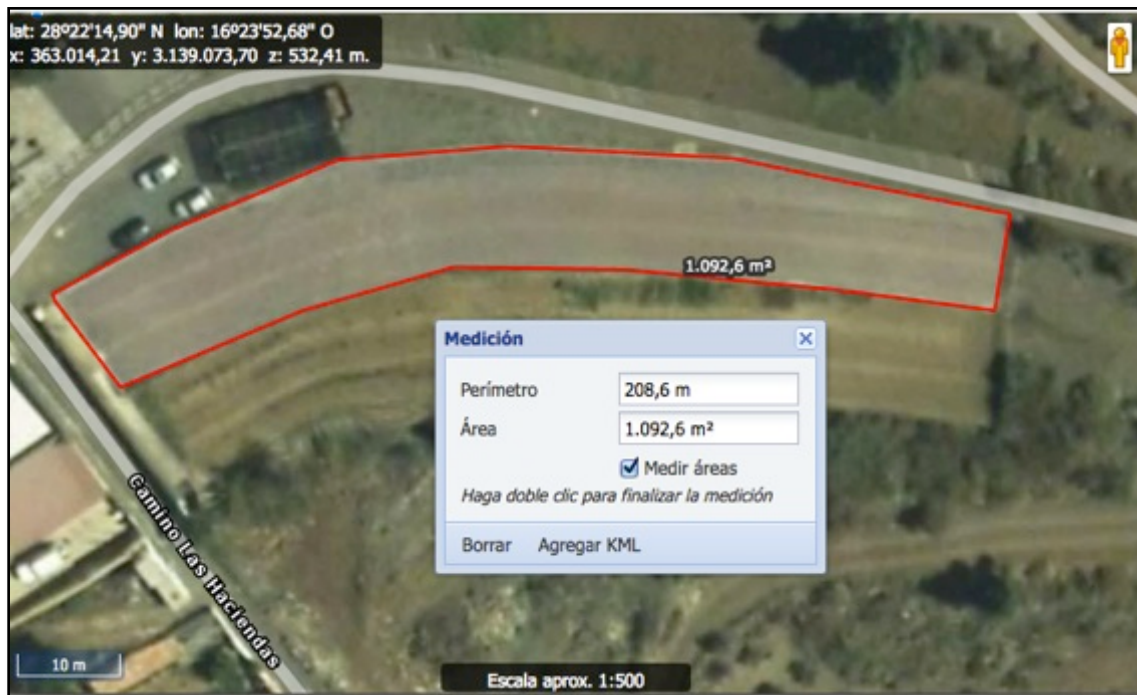 lat: 28º22'14,90" N lon: 16º23'52,68" O
x: 363.014,21 y: 3.139.073,70 z: 532,41 m.
1.092,6 m²
Medición
Perímetro 208,6 m
Área 1.092,6 m²
Medir áreas
Haga doble clic para finalizar la medición
Borrar Agregar KML
Camino Las Haciendas
10 m
Escala aprox. 1:500